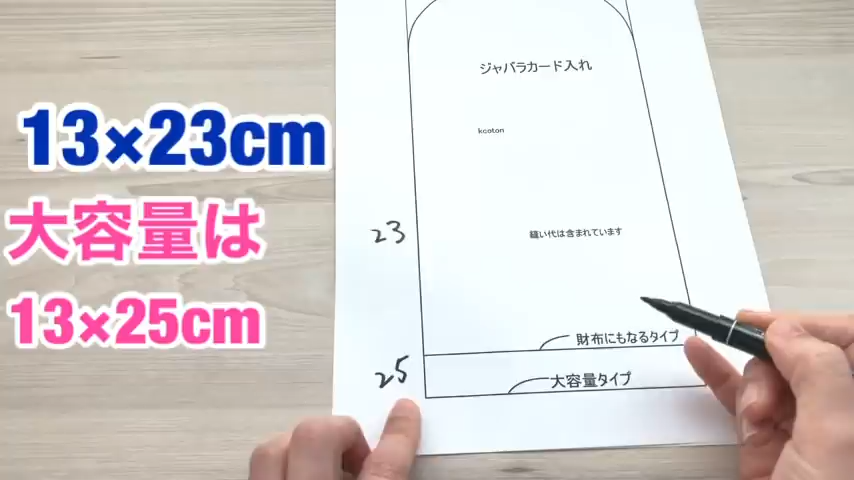 13×23cm
大容量は
13×25cm
ジャバラカード入れ
kcoton
23
縫い代は含まれています
財布にもなるタイプ
25
大容量タイプ